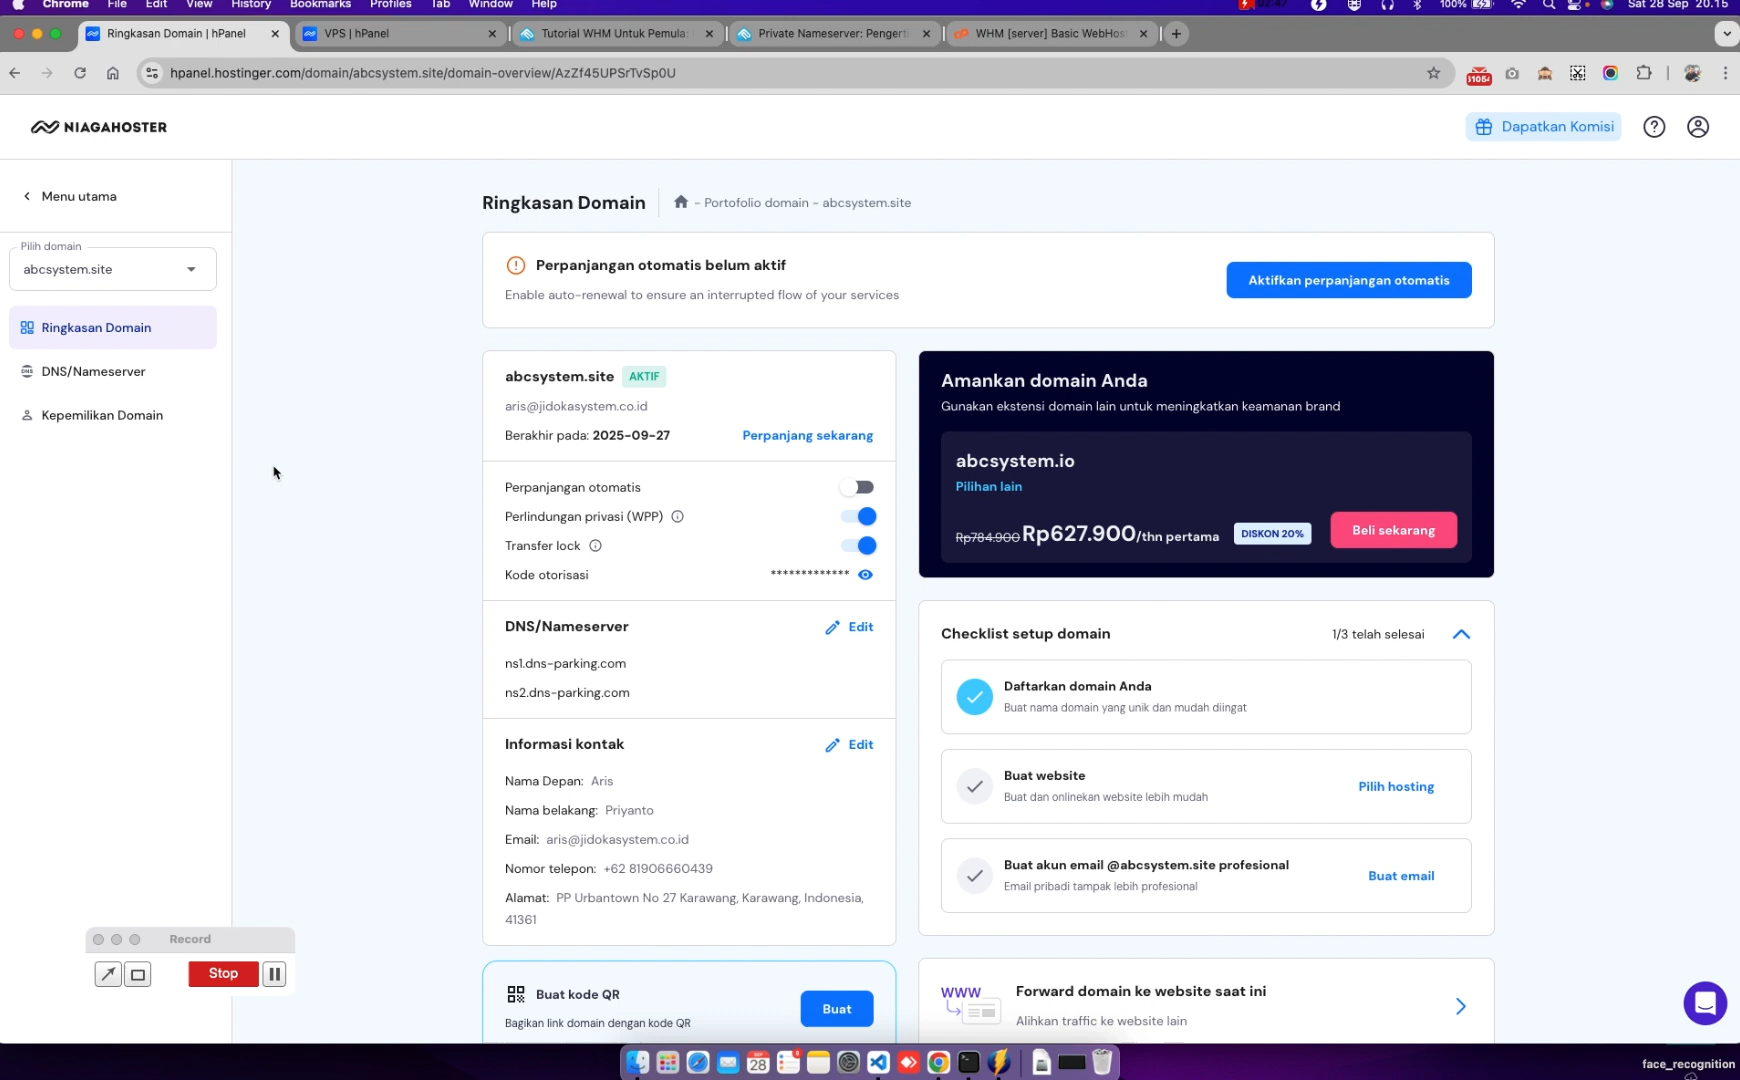 Chrome File Edit View History Bookmarks Profiles Tab Window Help 02:47 100% Sat 28 Sep 20.15
Ringkasan Domain | hPanel
VPS | hPanel
Tutorial WHM Untuk Pemula:
Private Nameserver: Pengerti
WHM [server] Basic WebHost
hpanel.hostinger.com/domain/abcsystem.site/domain-overview/AzZf45UPSrTvSp0U
NIAGAHOSTER
Dapatkan Komisi
Menu utama
Pilih domain
abcsystem.site
Ringkasan Domain
DNS/Nameserver
Kepemilikan Domain
Ringkasan Domain
- Portofolio domain - abcsystem.site
Perpanjangan otomatis belum aktif
Enable auto-renewal to ensure an interrupted flow of your services
Aktifkan perpanjangan otomatis
abcsystem.site AKTIF
aris@jidokasystem.co.id
Berakhir pada: 2025-09-27 Perpanjang sekarang
Perpanjangan otomatis
Perlindungan privasi (WPP)
Transfer lock
Kode otorisasi *************
DNS/Nameserver Edit
ns1.dns-parking.com
ns2.dns-parking.com
Informasi kontak Edit
Nama Depan: Aris
Nama belakang: Priyanto
Email: aris@jidokasystem.co.id
Nomor telepon: +62 81906660439
Alamat: PP Urbantown No 27 Karawang, Karawang, Indonesia,
41361
Buat kode QR
Bagikan link domain dengan kode QR
Buat
Amankan domain Anda
Gunakan ekstensi domain lain untuk meningkatkan keamanan brand
abcsystem.io
Pilihan lain
Rp784.900 Rp627.900/thn pertama DISKON 20% Beli sekarang
Checklist setup domain 1/3 telah selesai
Daftarkan domain Anda
Buat nama domain yang unik dan mudah diingat
Buat website
Buat dan onlinekan website lebih mudah
Pilih hosting
Buat akun email @abcsystem.site profesional
Email pribadi tampak lebih profesional
Buat email
WWW
Forward domain ke website saat ini
Alihkan traffic ke website lain
Record
Stop
face_recognition